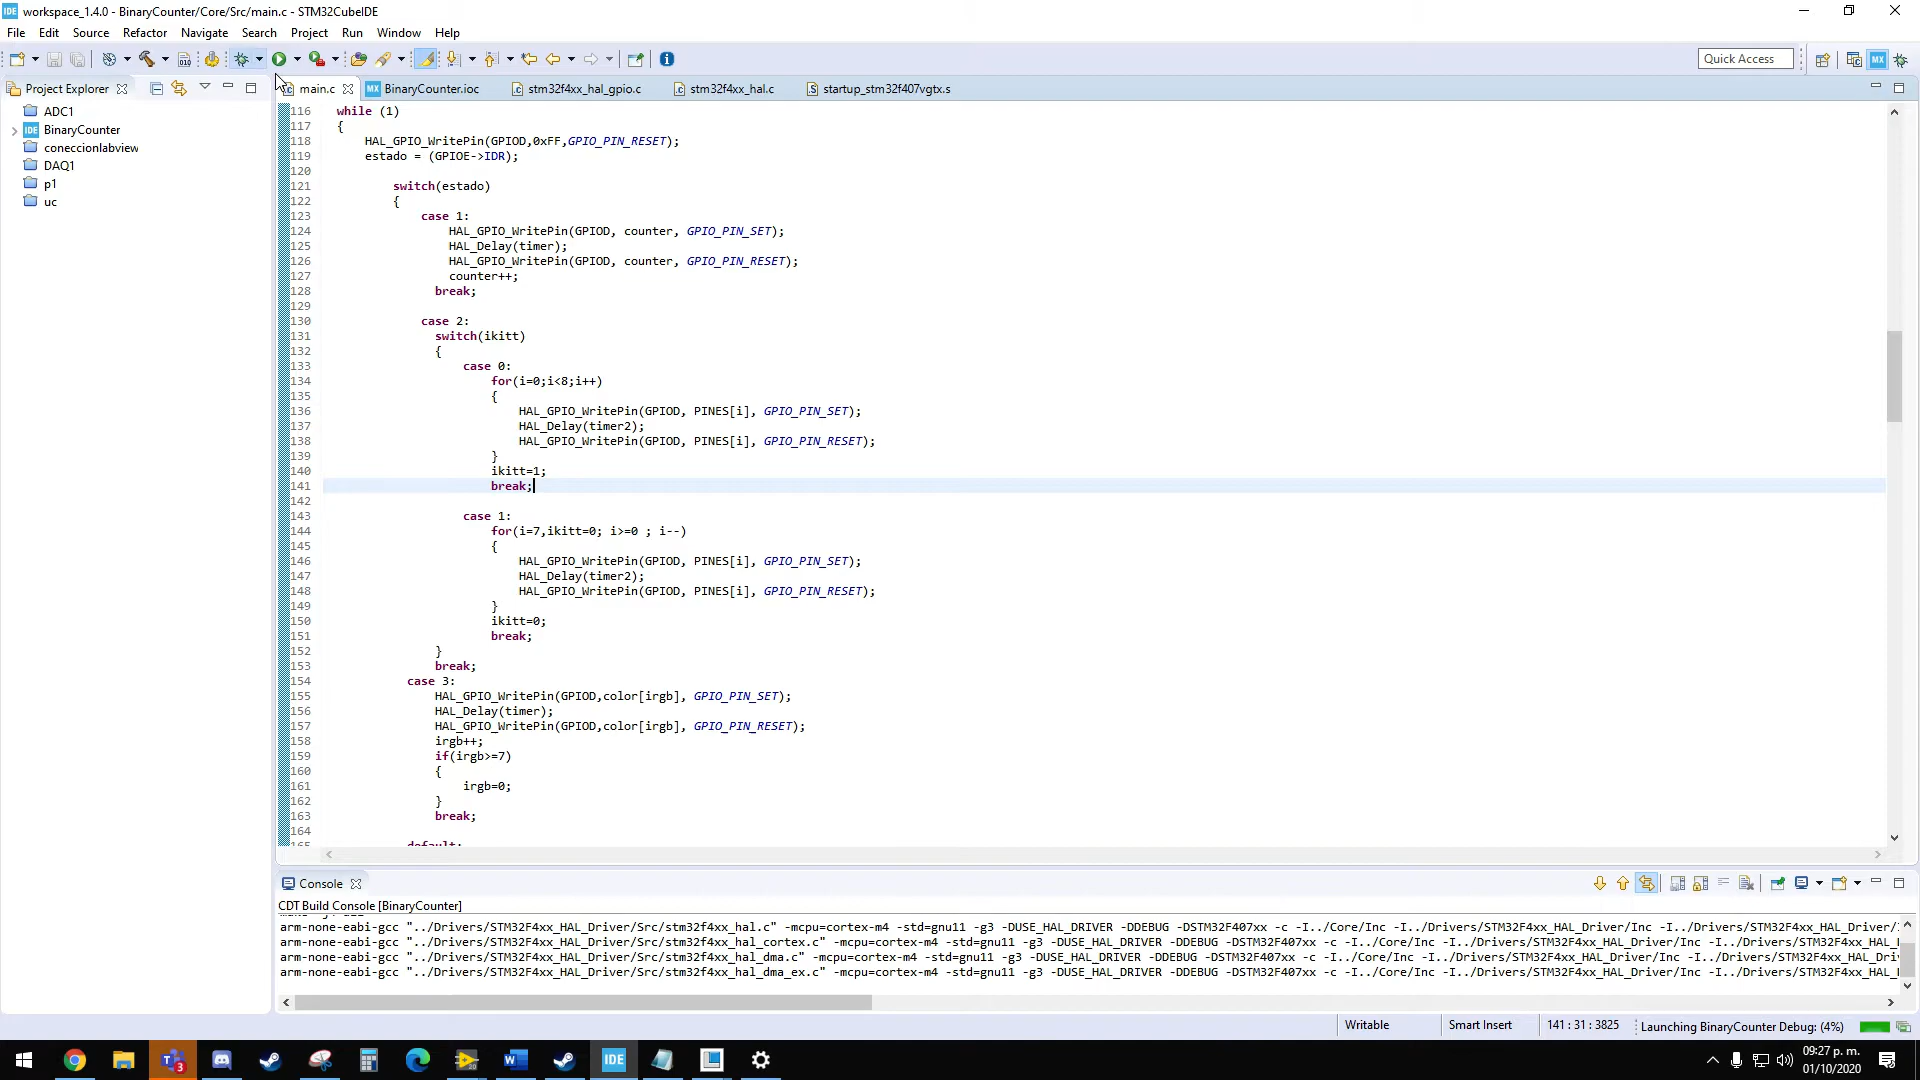 workspace_1.4.0 - BinaryCounter/Core/Src/main.c - STM32CubeIDE
File Edit Source Refactor Navigate Search Project Run Window Help
Quick Access
Project Explorer
ADC1
BinaryCounter
coneccionlabview
DAQ1
p1
uc
main.c BinaryCounter.ioc stm32f4xx_hal_gpio.c stm32f4xx_hal.c startup_stm32f407vgtx.s
116 while (1)
117 {
118 HAL_GPIO_WritePin(GPIOD,0xFF,GPIO_PIN_RESET);
119 estado = (GPIOE->IDR);
120
121 switch(estado)
122 {
123 case 1:
124 HAL_GPIO_WritePin(GPIOD, counter, GPIO_PIN_SET);
125 HAL_Delay(timer);
126 HAL_GPIO_WritePin(GPIOD, counter, GPIO_PIN_RESET);
127 counter++;
128 break;
129
130 case 2:
131 switch(ikitt)
132 {
133 case 0:
134 for(i=0;i<8;i++)
135 {
136 HAL_GPIO_WritePin(GPIOD, PINES[i], GPIO_PIN_SET);
137 HAL_Delay(timer2);
138 HAL_GPIO_WritePin(GPIOD, PINES[i], GPIO_PIN_RESET);
139 }
140 ikitt=1;
141 break;
142
143 case 1:
144 for(i=7,ikitt=0; i>=0 ; i--)
145 {
146 HAL_GPIO_WritePin(GPIOD, PINES[i], GPIO_PIN_SET);
147 HAL_Delay(timer2);
148 HAL_GPIO_WritePin(GPIOD, PINES[i], GPIO_PIN_RESET);
149 }
150 ikitt=0;
151 break;
152 }
153 break;
154 case 3:
155 HAL_GPIO_WritePin(GPIOD,color[irgb], GPIO_PIN_SET);
156 HAL_Delay(timer);
157 HAL_GPIO_WritePin(GPIOD,color[irgb], GPIO_PIN_RESET);
158 irgb++;
159 if(irgb>=7)
160 {
161 irgb=0;
162 }
163 break;
164
165 default:
Console
CDT Build Console [BinaryCounter]
arm-none-eabi-gcc "../Drivers/STM32F4xx_HAL_Driver/Src/stm32f4xx_hal.c" -mcpu=cortex-m4 -std=gnu11 -g3 -DUSE_HAL_DRIVER -DDEBUG -DSTM32F407xx -c -I../Core/Inc -I../Drivers/STM32F4xx_HAL_Driver/Inc -I../Drivers/STM32F4xx_HAL_Driver/
arm-none-eabi-gcc "../Drivers/STM32F4xx_HAL_Driver/Src/stm32f4xx_hal_cortex.c" -mcpu=cortex-m4 -std=gnu11 -g3 -DUSE_HAL_DRIVER -DDEBUG -DSTM32F407xx -c -I../Core/Inc -I../Drivers/STM32F4xx_HAL_Driver/Inc -I../Drivers/STM32F4xx_HAL_
arm-none-eabi-gcc "../Drivers/STM32F4xx_HAL_Driver/Src/stm32f4xx_hal_dma.c" -mcpu=cortex-m4 -std=gnu11 -g3 -DUSE_HAL_DRIVER -DDEBUG -DSTM32F407xx -c -I../Core/Inc -I../Drivers/STM32F4xx_HAL_Driver/Inc -I../Drivers/STM32F4xx_HAL_Dri
arm-none-eabi-gcc "../Drivers/STM32F4xx_HAL_Driver/Src/stm32f4xx_hal_dma_ex.c" -mcpu=cortex-m4 -std=gnu11 -g3 -DUSE_HAL_DRIVER -DDEBUG -DSTM32F407xx -c -I../Core/Inc -I../Drivers/STM32F4xx_HAL_Driver/Inc -I../Drivers/STM32F4xx_HAL_
Writable Smart Insert 141 : 31 : 3825 Launching BinaryCounter Debug: (4%)
IDE
09:27 p. m.
01/10/2020